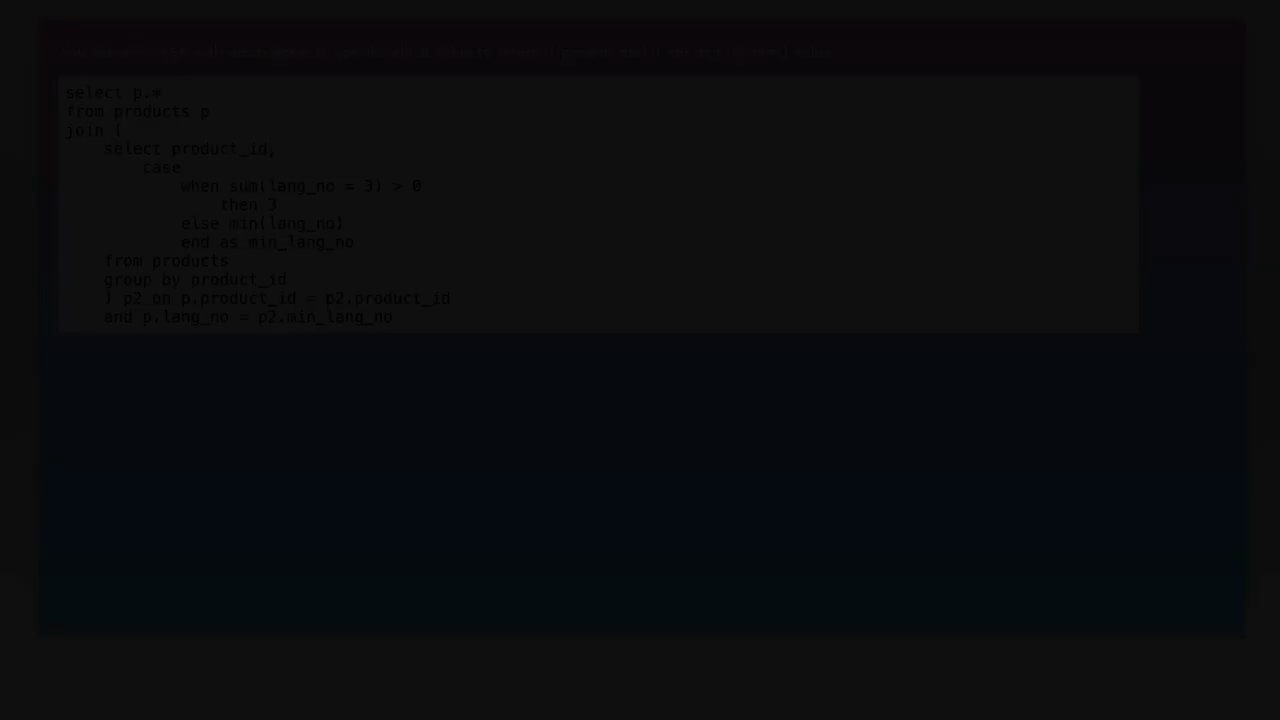 select p.*
from products p
join (
    select product_id,
        case
            when sum(lang_no = 3) > 0
                then 3
            else min(lang_no)
            end as min_lang_no
    from products
    group by product_id
    ) p2 on p.product_id = p2.product_id
    and p.lang_no = p2.min_lang_no